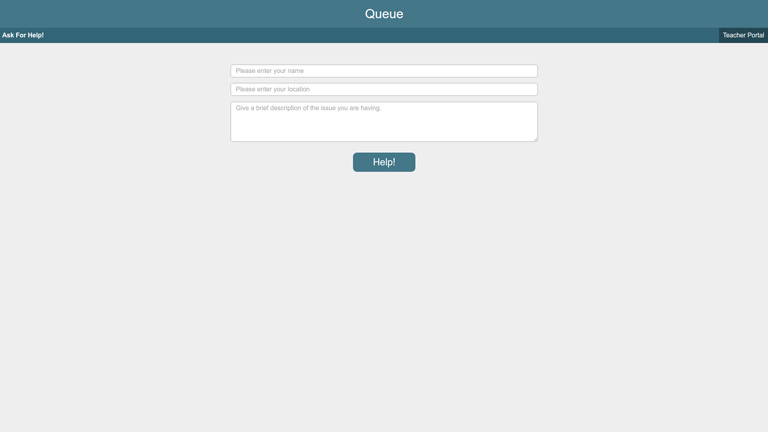 Queue
Ask For Help!
Teacher Portal
Please enter your name
Please enter your location
Give a brief description of the issue you are having.
Help!